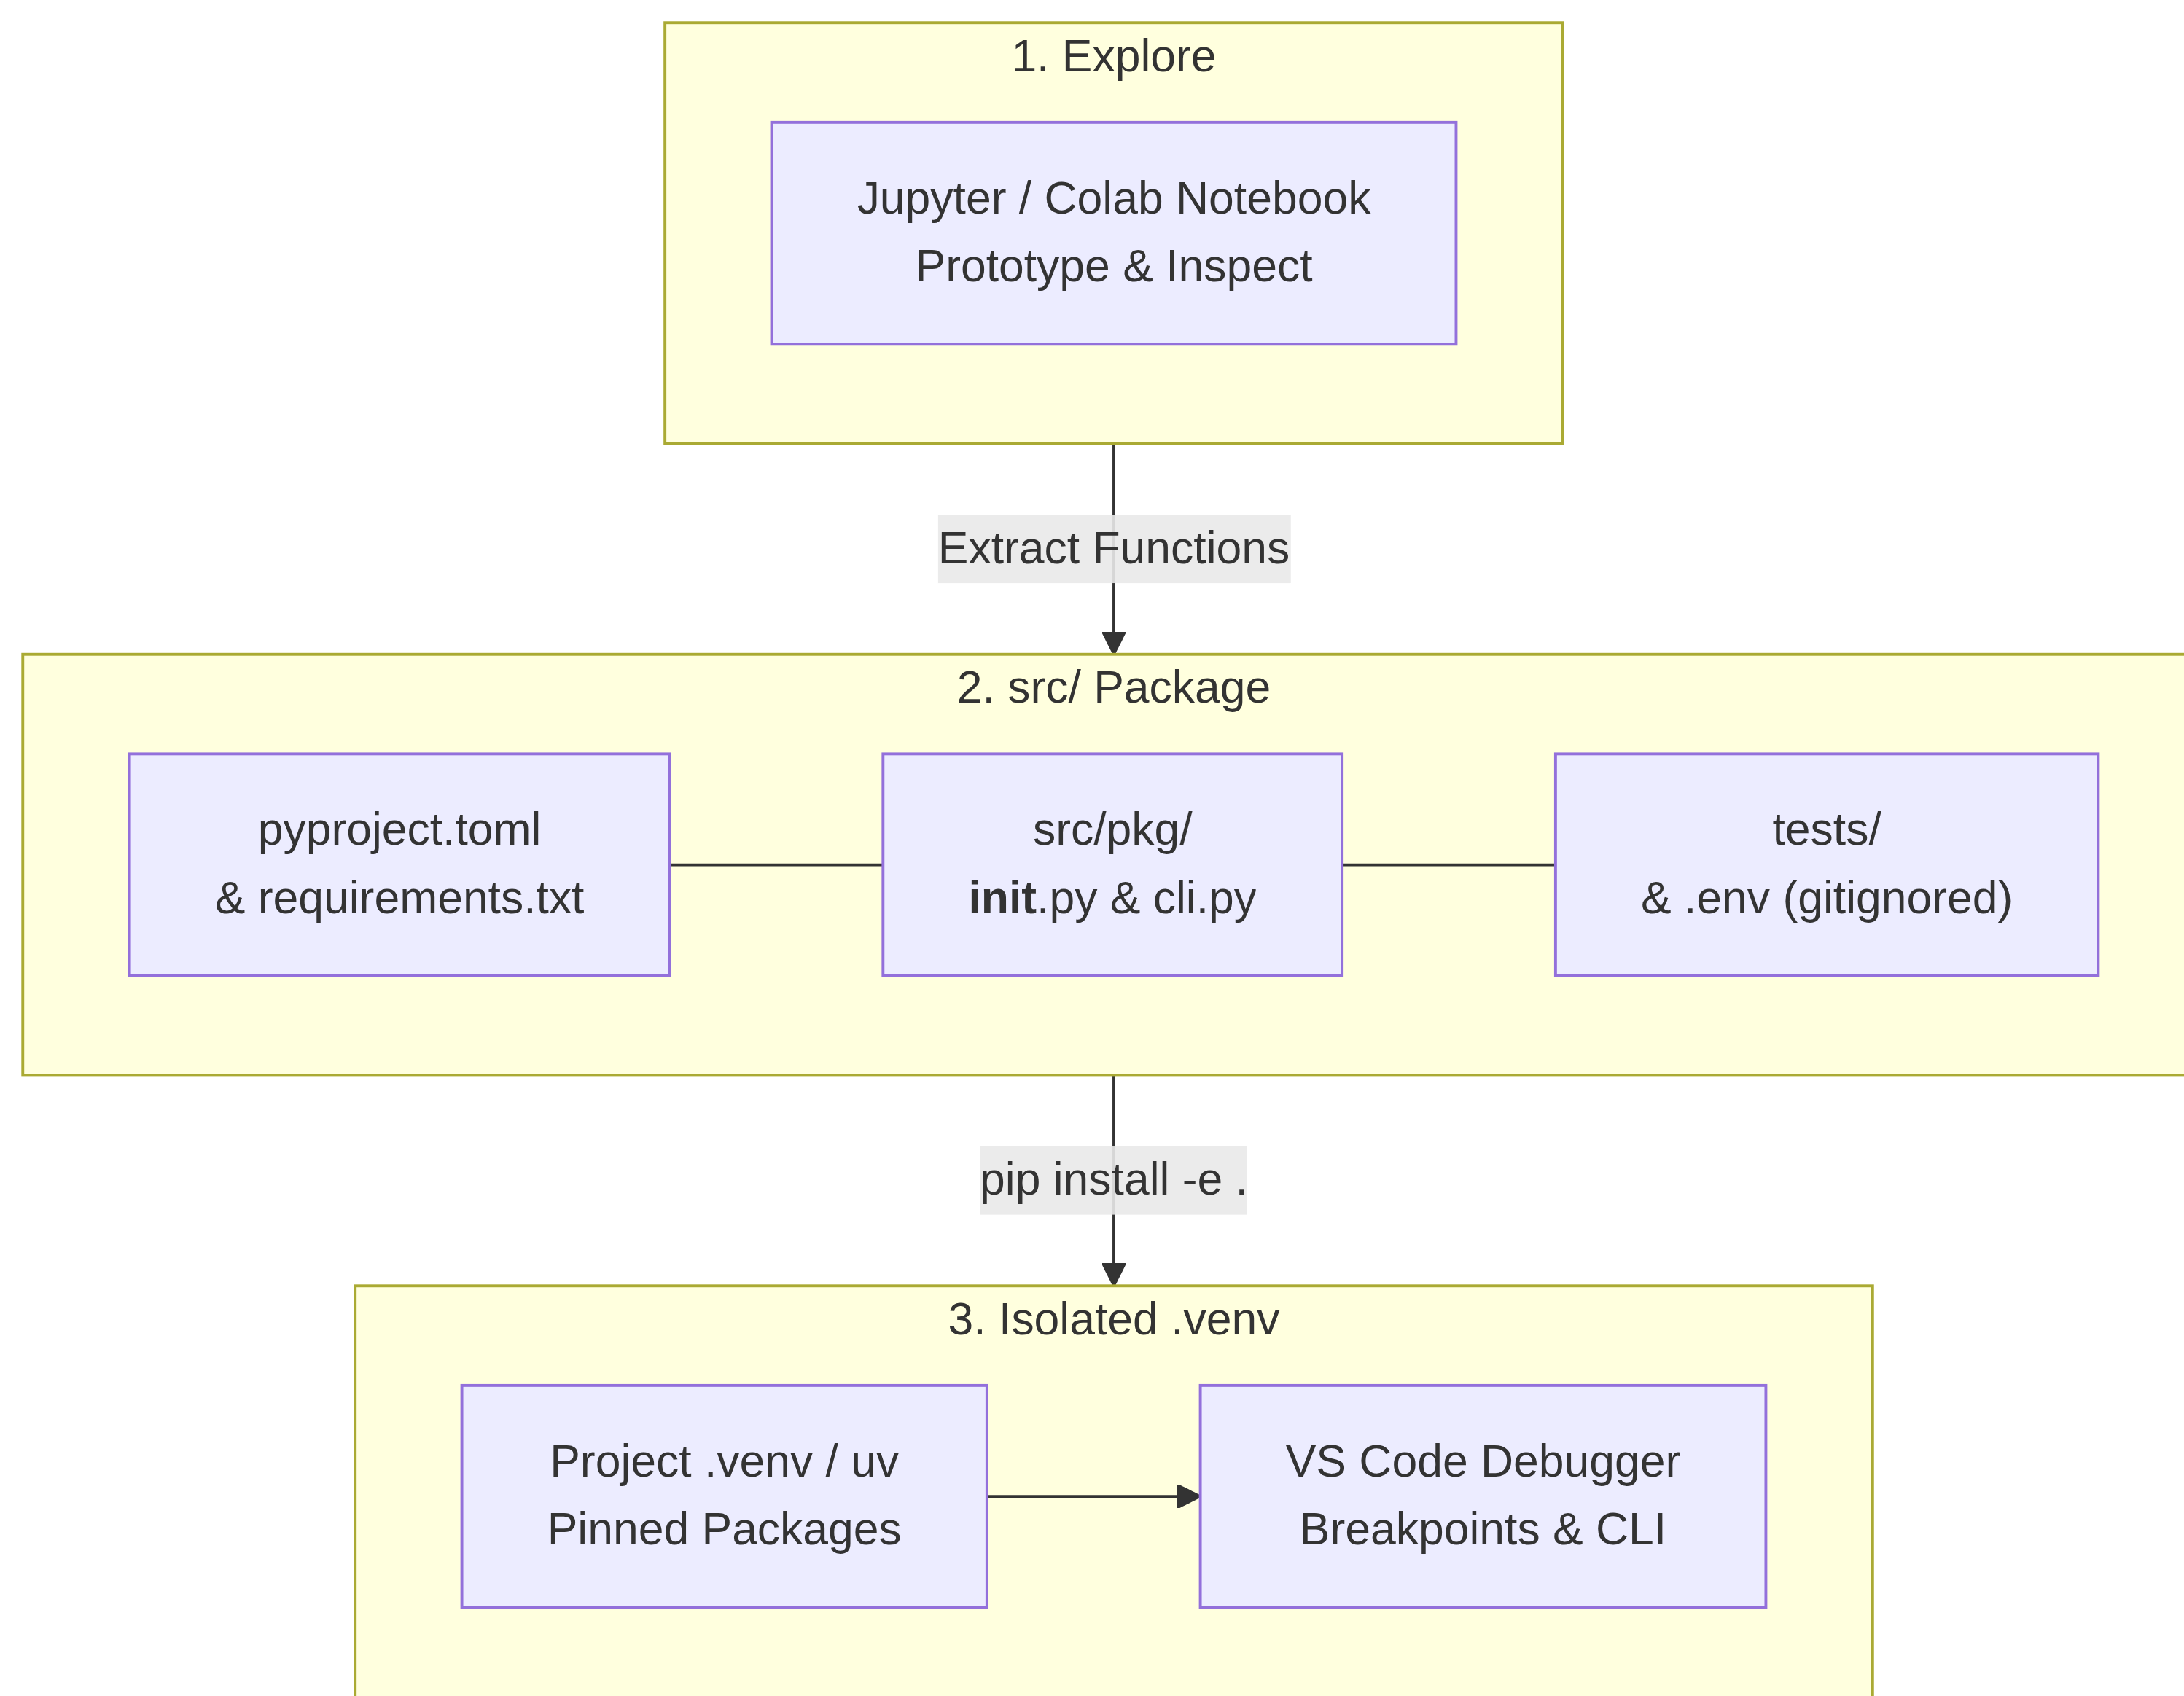 1. Explore
Jupyter / Colab Notebook
Prototype & Inspect
Extract Functions
2. src/ Package
pyproject.toml
& requirements.txt
src/pkg/
init.py & cli.py
tests/
& .env (gitignored)
pip install -e .
3. Isolated .venv
Project .venv / uv
Pinned Packages
VS Code Debugger
Breakpoints & CLI